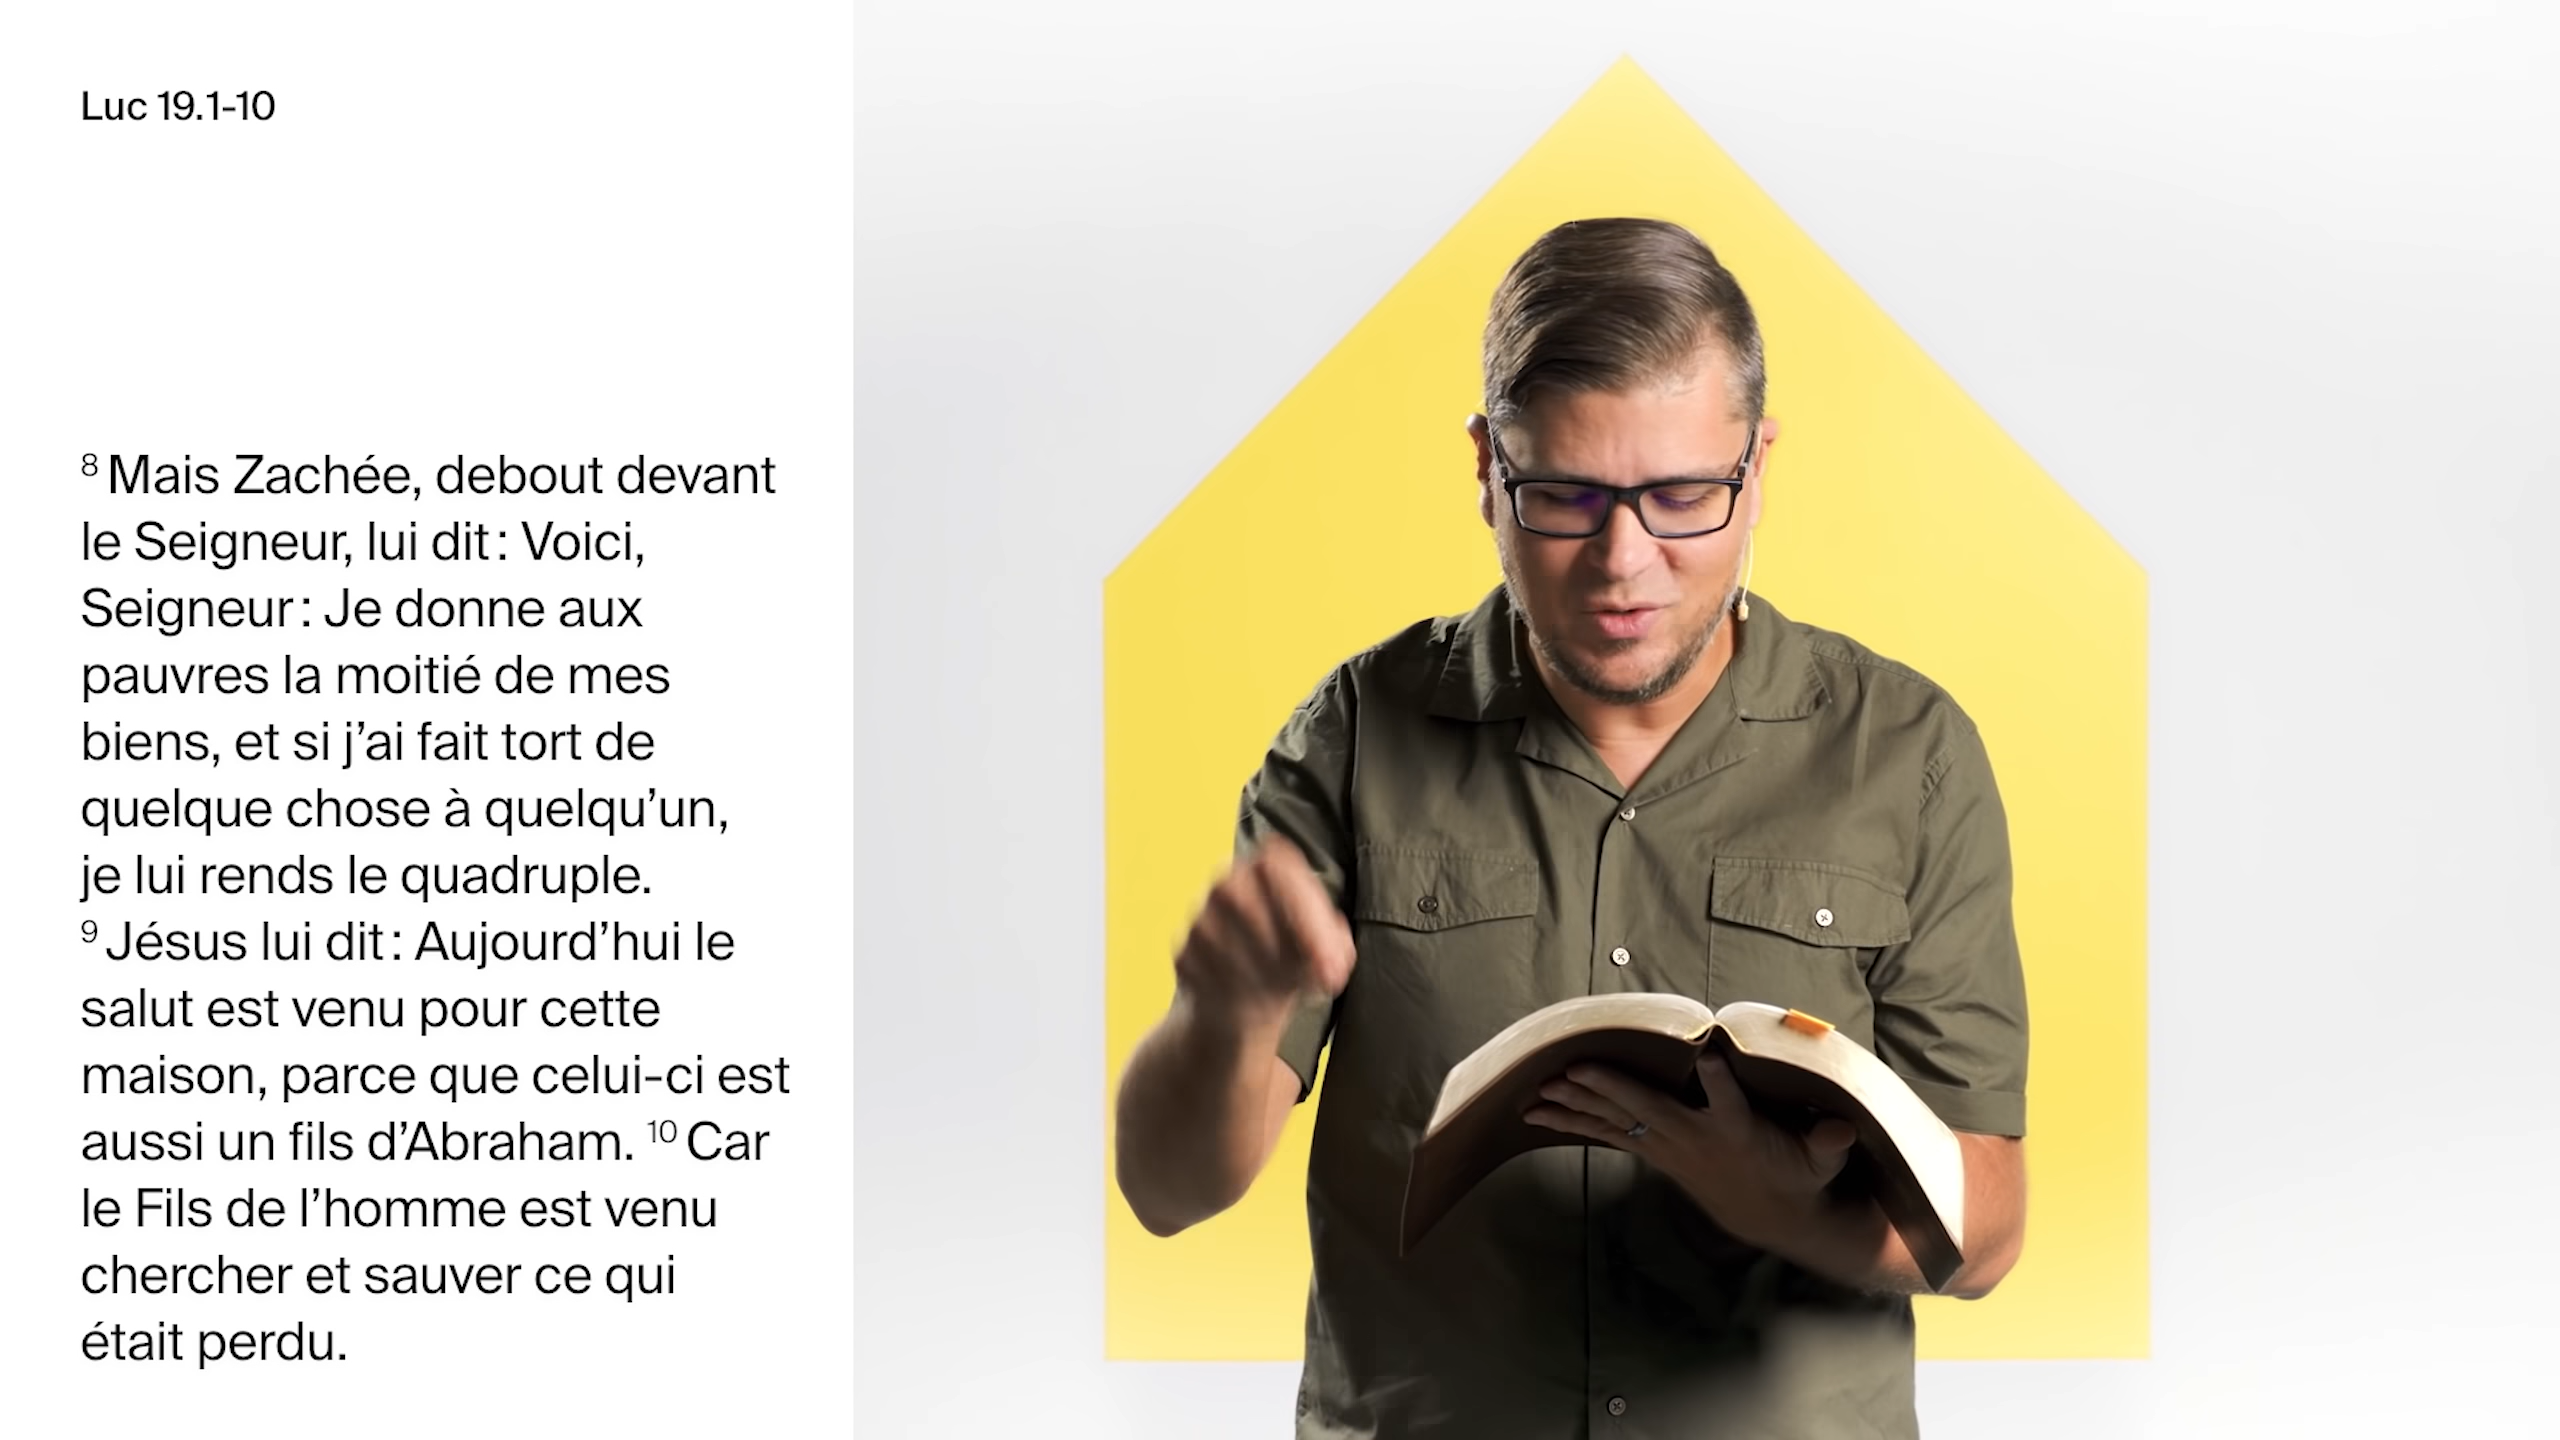 Luc 19.1-10
8 Mais Zachée, debout devant
le Seigneur, lui dit : Voici,
Seigneur : Je donne aux
pauvres la moitié de mes
biens, et si j’ai fait tort de
quelque chose à quelqu’un,
je lui rends le quadruple.
9 Jésus lui dit : Aujourd’hui le
salut est venu pour cette
maison, parce que celui-ci est
aussi un fils d’Abraham. 10 Car
le Fils de l’homme est venu
chercher et sauver ce qui
était perdu.